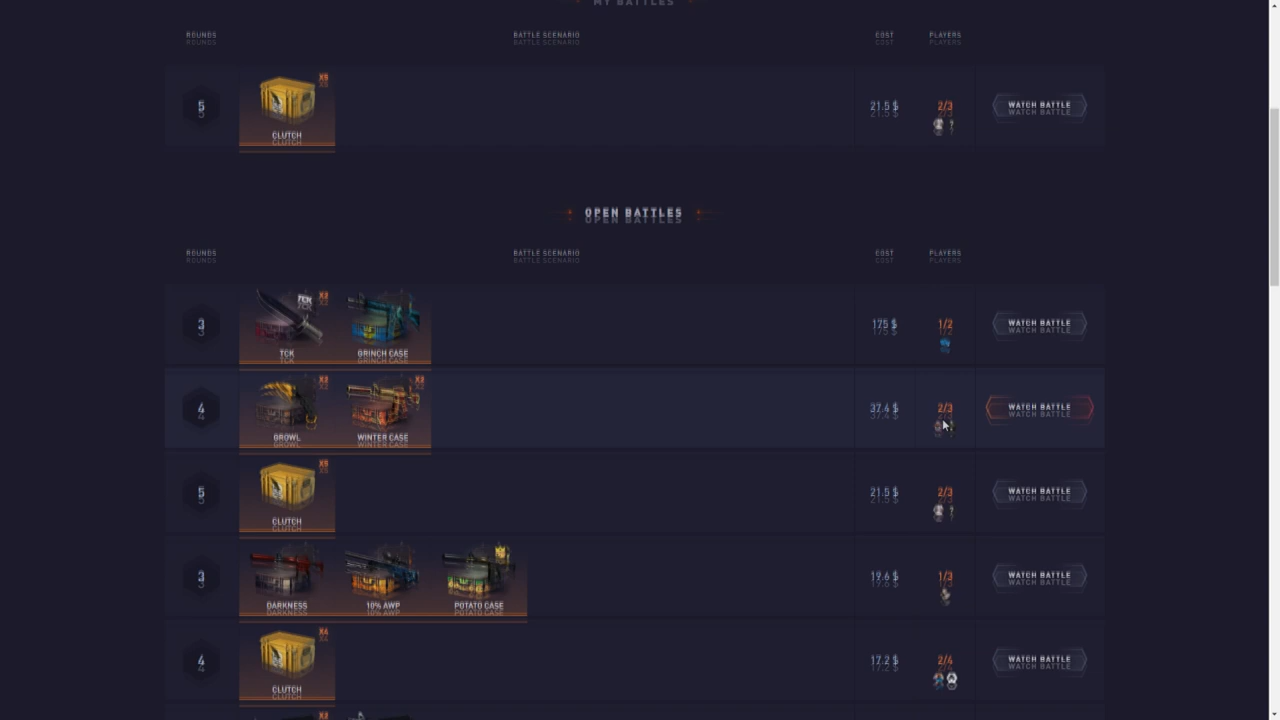 MY BATTLES
ROUNDS BATTLE SCENARIO COST PLAYERS
5 X5 CLUTCH 21.5 $ 2/3 WATCH BATTLE
OPEN BATTLES
ROUNDS BATTLE SCENARIO COST PLAYERS
3 TCK X2 TCK GRINCH CASE 175 $ 1/2 WATCH BATTLE
4 X2 GROWL X2 WINTER CASE 37.4 $ 2/3 WATCH BATTLE
5 X5 CLUTCH 21.5 $ 2/3 WATCH BATTLE
3 DARKNESS 10% AWP POTATO CASE 19.6 $ 1/3 WATCH BATTLE
4 X4 CLUTCH 17.2 $ 2/4 WATCH BATTLE
X2